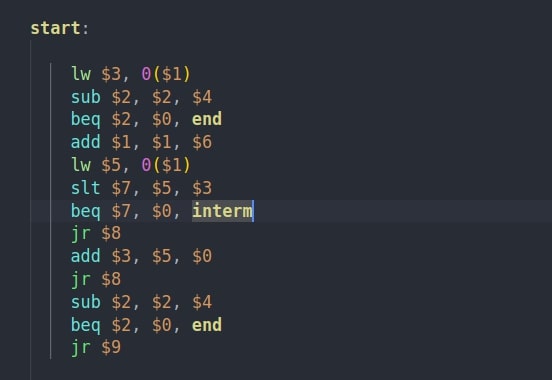 start:
lw $3, 0($1)
sub $2, $2, $4
beq $2, $0, end
add $1, $1, $6
lw $5, 0($1)
slt $7, $5, $3
beq $7, $0, interm
jr $8
add $3, $5, $0
jr $8
sub $2, $2, $4
beq $2, $0, end
jr $9